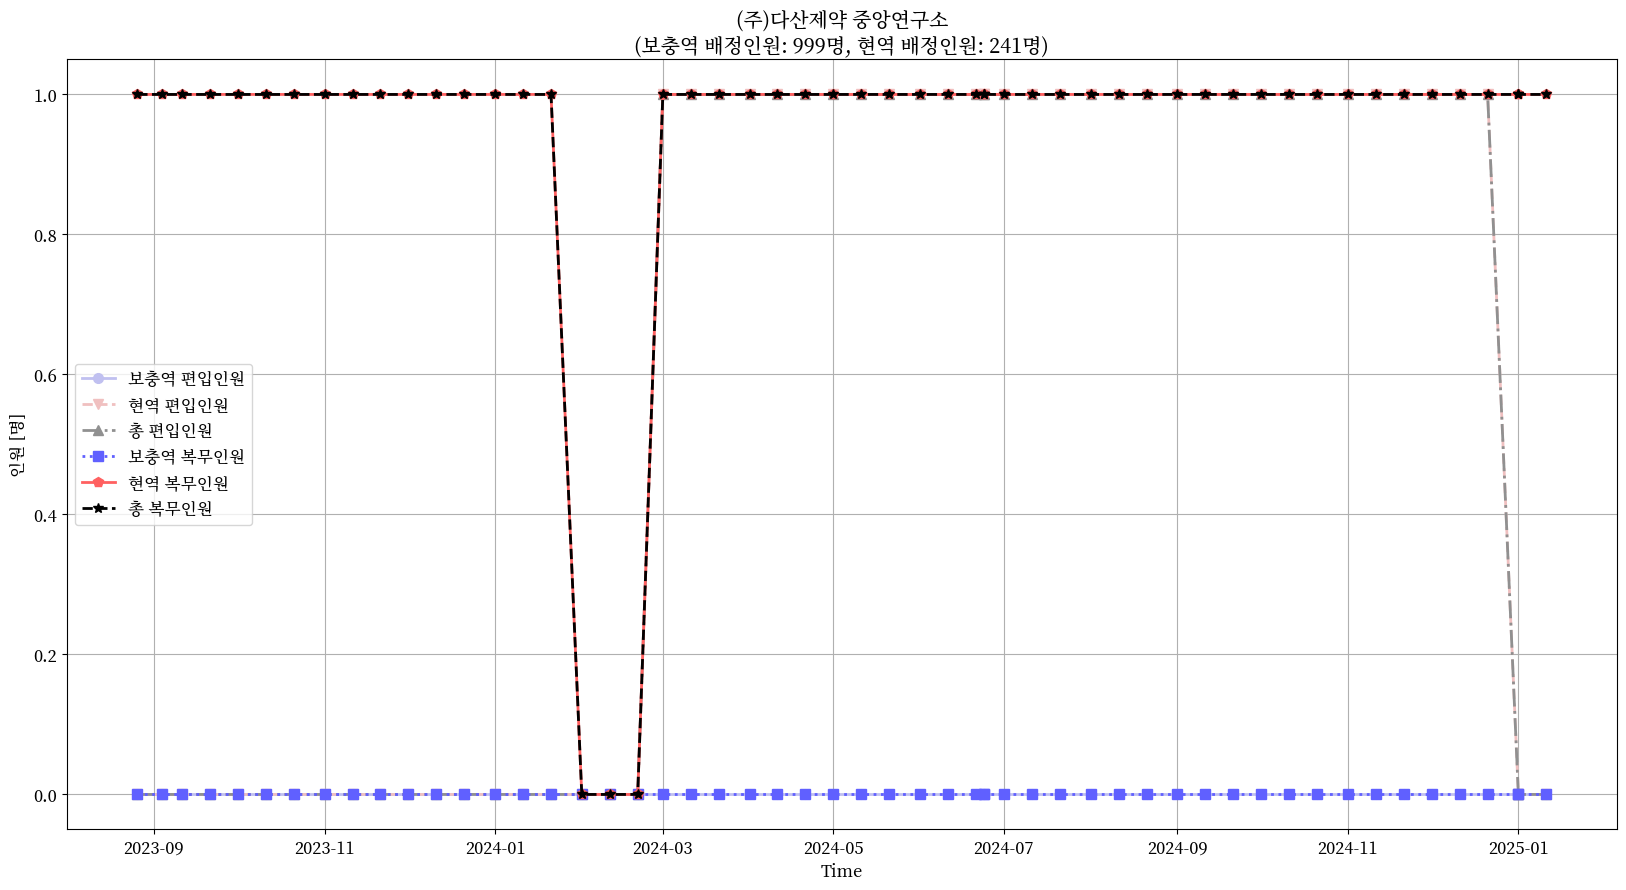 (주)다산제약 중앙연구소
(보충역 배정인원: 999명, 현역 배정인원: 241명)
인원 [명]
1.0
0.8
0.6
0.4
0.2
0.0
보충역 편입인원
현역 편입인원
총 편입인원
보충역 복무인원
현역 복무인원
총 복무인원
2023-09
2023-11
2024-01
2024-03
2024-05
2024-07
2024-09
2024-11
2025-01
Time